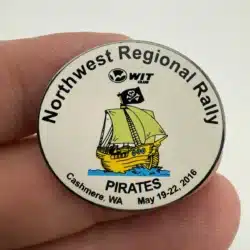 Northwest Regional Rally
WIT
PIRATES
Cashmere, WA May 19-22, 2016